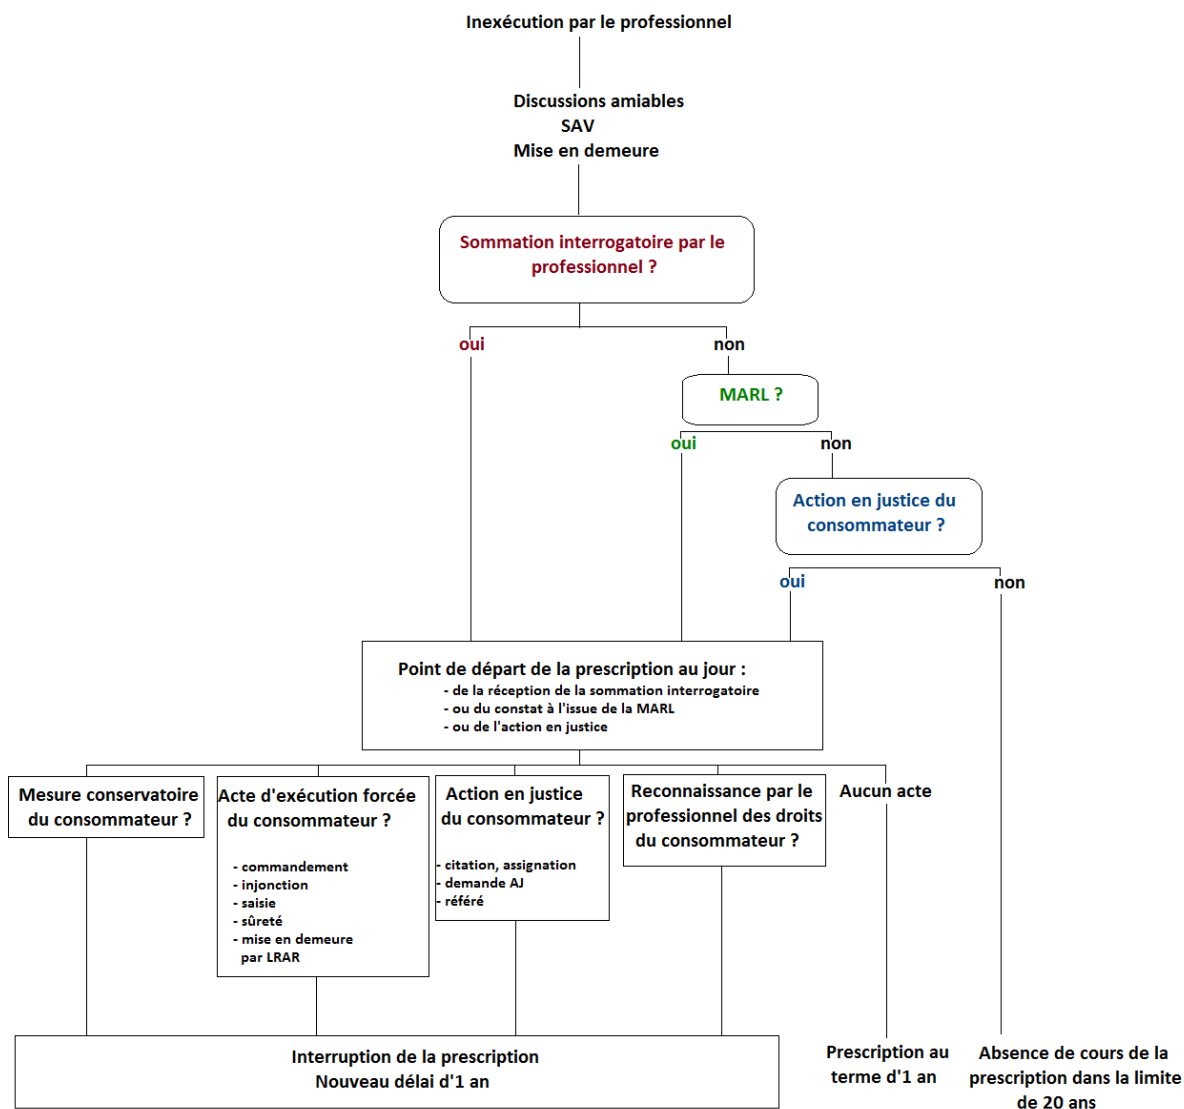 Inexécution par le professionnel
Discussions amiables
SAV
Mise en demeure
Sommation interrogatoire par le
professionnel ?
oui
non
MARL ?
oui
non
Action en justice du
consommateur ?
oui
non
Point de départ de la prescription au jour :
- de la réception de la sommation interrogatoire
- ou du constat à l'issue de la MARL
- ou de l'action en justice
Mesure conservatoire
du consommateur ?
Acte d'exécution forcée
du consommateur ?
- commandement
- injonction
- saisie
- sûreté
- mise en demeure
par LRAR
Action en justice
du consommateur ?
- citation, assignation
- demande AJ
- référé
Reconnaissance par le
professionnel des droits
du consommateur ?
Aucun acte
Interruption de la prescription
Nouveau délai d'1 an
Prescription au
terme d'1 an
Absence de cours de la
prescription dans la limite
de 20 ans